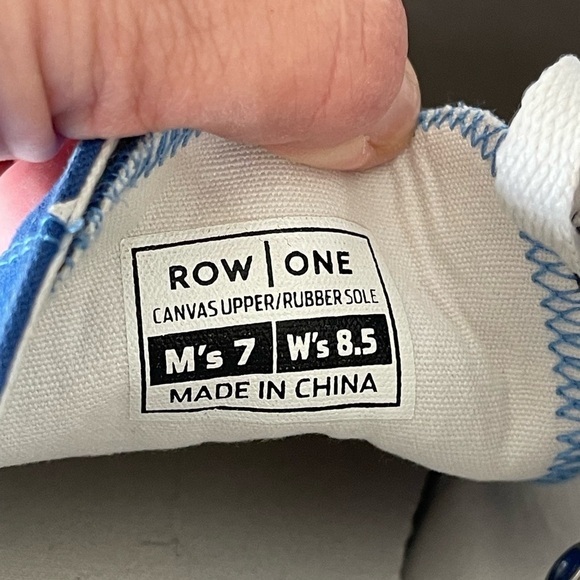 ROW | ONE
CANVAS UPPER/RUBBER SOLE
M's 7 W's 8.5
MADE IN CHINA